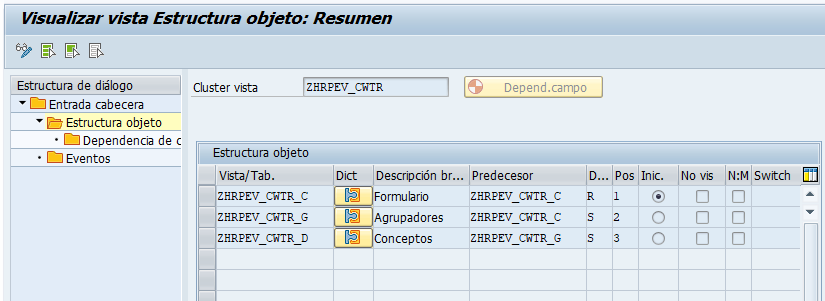 Visualizar vista Estructura objeto: Resumen
Estructura de diálogo
Entrada cabecera
Estructura objeto
Dependencia de c
Eventos
Cluster vista ZHRPEV_CWTR Depend.campo
Estructura objeto
Vista/Tab. Dict Descripción br... Predecesor D... Pos Inic. No vis N:M Switch
ZHRPEV_CWTR_C Formulario ZHRPEV_CWTR_C R 1
ZHRPEV_CWTR_G Agrupadores ZHRPEV_CWTR_C S 2
ZHRPEV_CWTR_D Conceptos ZHRPEV_CWTR_G S 3